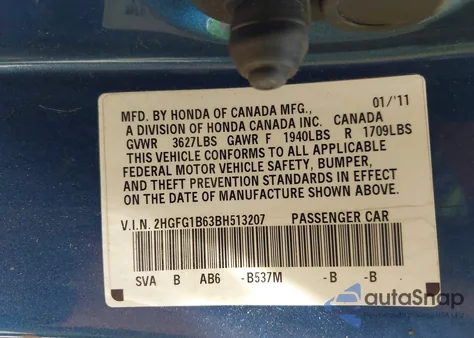 MFD. BY HONDA OF CANADA MFG., 01/'11
A DIVISION OF HONDA CANADA INC. CANADA
GVWR 3627LBS GAWR F 1940LBS R 1709LBS
THIS VEHICLE CONFORMS TO ALL APPLICABLE
FEDERAL MOTOR VEHICLE SAFETY, BUMPER,
AND THEFT PREVENTION STANDARDS IN EFFECT
ON THE DATE OF MANUFACTURE SHOWN ABOVE.
V.I.N. 2HGFG1B63BH513207 PASSENGER CAR
SVA B AB6 -B537M -B -B .
autoSnap